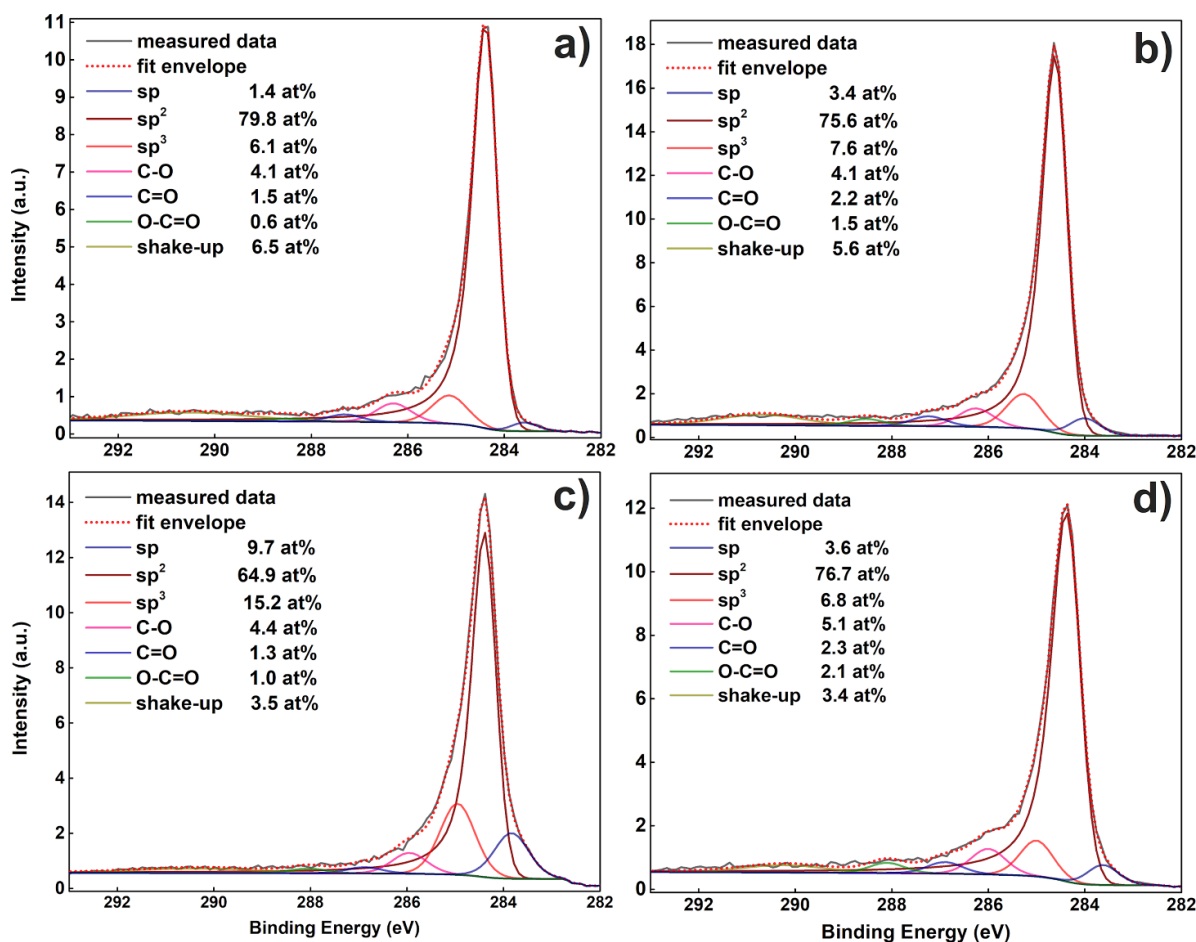 a)
measured data
fit envelope
sp 1.4 at%
sp² 79.8 at%
sp³ 6.1 at%
C-O 4.1 at%
C=O 1.5 at%
O-C=O 0.6 at%
shake-up 6.5 at%
11
10
9
8
7
6
5
4
3
2
1
0
Intensity (a.u.)
292 290 288 286 284 282
b)
measured data
fit envelope
sp 3.4 at%
sp² 75.6 at%
sp³ 7.6 at%
C-O 4.1 at%
C=O 2.2 at%
O-C=O 1.5 at%
shake-up 5.6 at%
18
16
14
12
10
8
6
4
2
0
292 290 288 286 284 282
c)
measured data
fit envelope
sp 9.7 at%
sp² 64.9 at%
sp³ 15.2 at%
C-O 4.4 at%
C=O 1.3 at%
O-C=O 1.0 at%
shake-up 3.5 at%
14
12
10
8
6
4
2
0
Intensity (a.u.)
292 290 288 286 284 282
Binding Energy (eV)
d)
measured data
fit envelope
sp 3.6 at%
sp² 76.7 at%
sp³ 6.8 at%
C-O 5.1 at%
C=O 2.3 at%
O-C=O 2.1 at%
shake-up 3.4 at%
12
10
8
6
4
2
0
292 290 288 286 284 282
Binding Energy (eV)